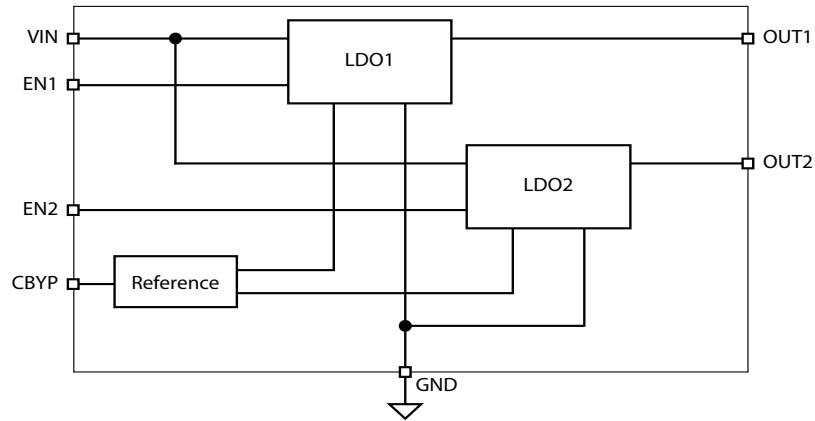 VIN
OUT1
LDO1
EN1
OUT2
LDO2
EN2
CBYP
Reference
GND